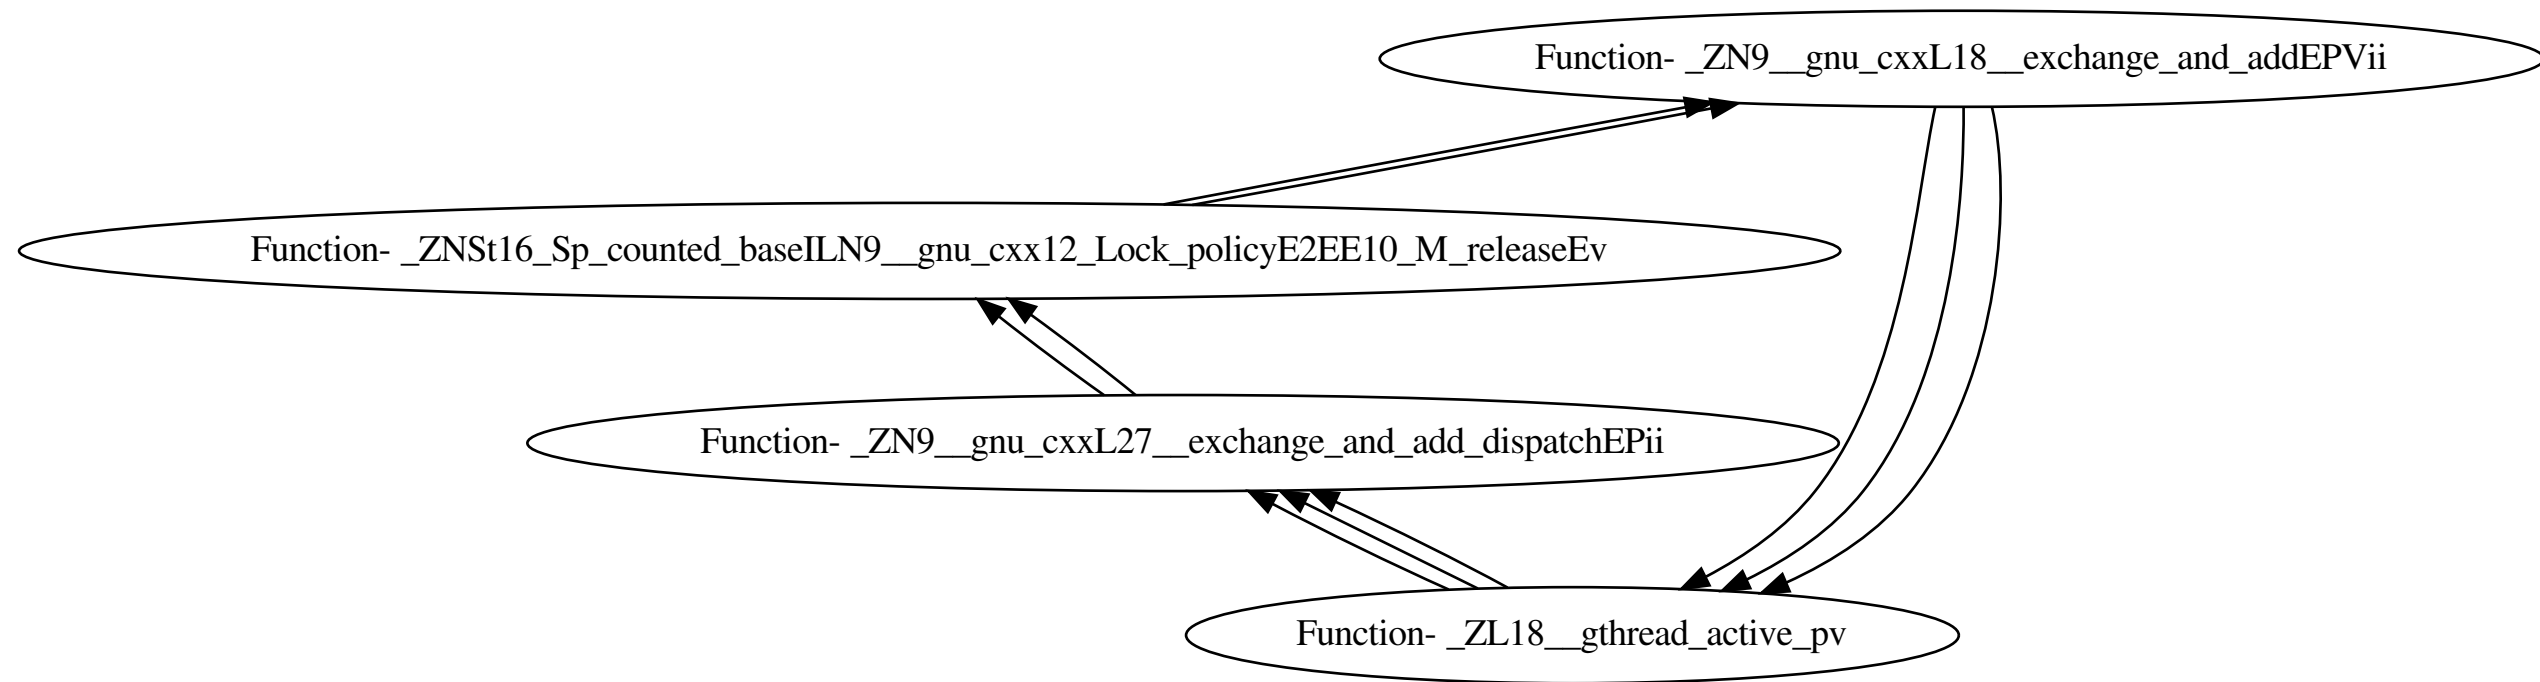 Function- _ZN9__gnu_cxxL18__exchange_and_addEPVii
Function- _ZNSt16_Sp_counted_baseILN9__gnu_cxx12_Lock_policyE2EE10_M_releaseEv
Function- _ZN9__gnu_cxxL27__exchange_and_add_dispatchEPii
Function- _ZL18__gthread_active_pv